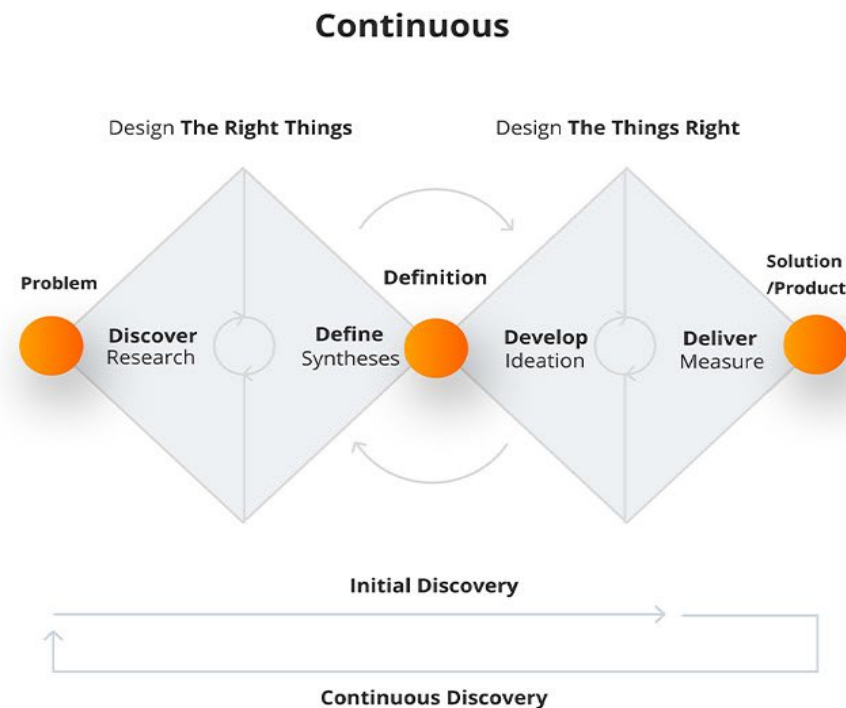 Continuous
Design The Right Things
Design The Things Right
Problem
Definition
Solution
/Product
Discover
Research
Define
Syntheses
Develop
Ideation
Deliver
Measure
Initial Discovery
Continuous Discovery